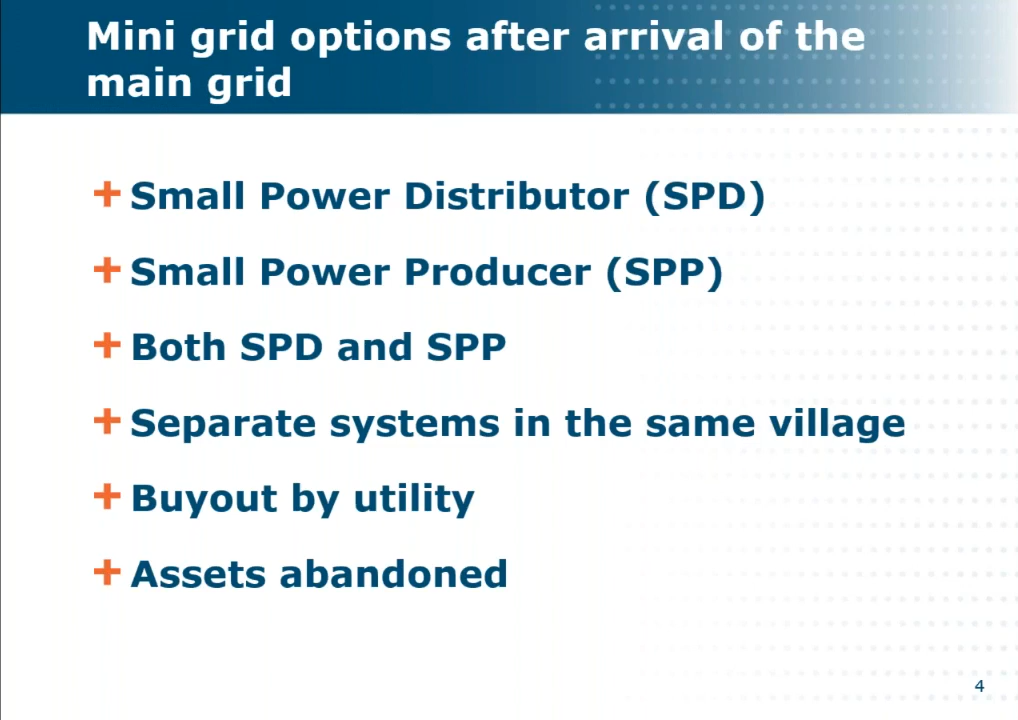 Mini grid options after arrival of the
main grid
+ Small Power Distributor (SPD)
+ Small Power Producer (SPP)
+ Both SPD and SPP
+ Separate systems in the same village
+ Buyout by utility
+ Assets abandoned
4